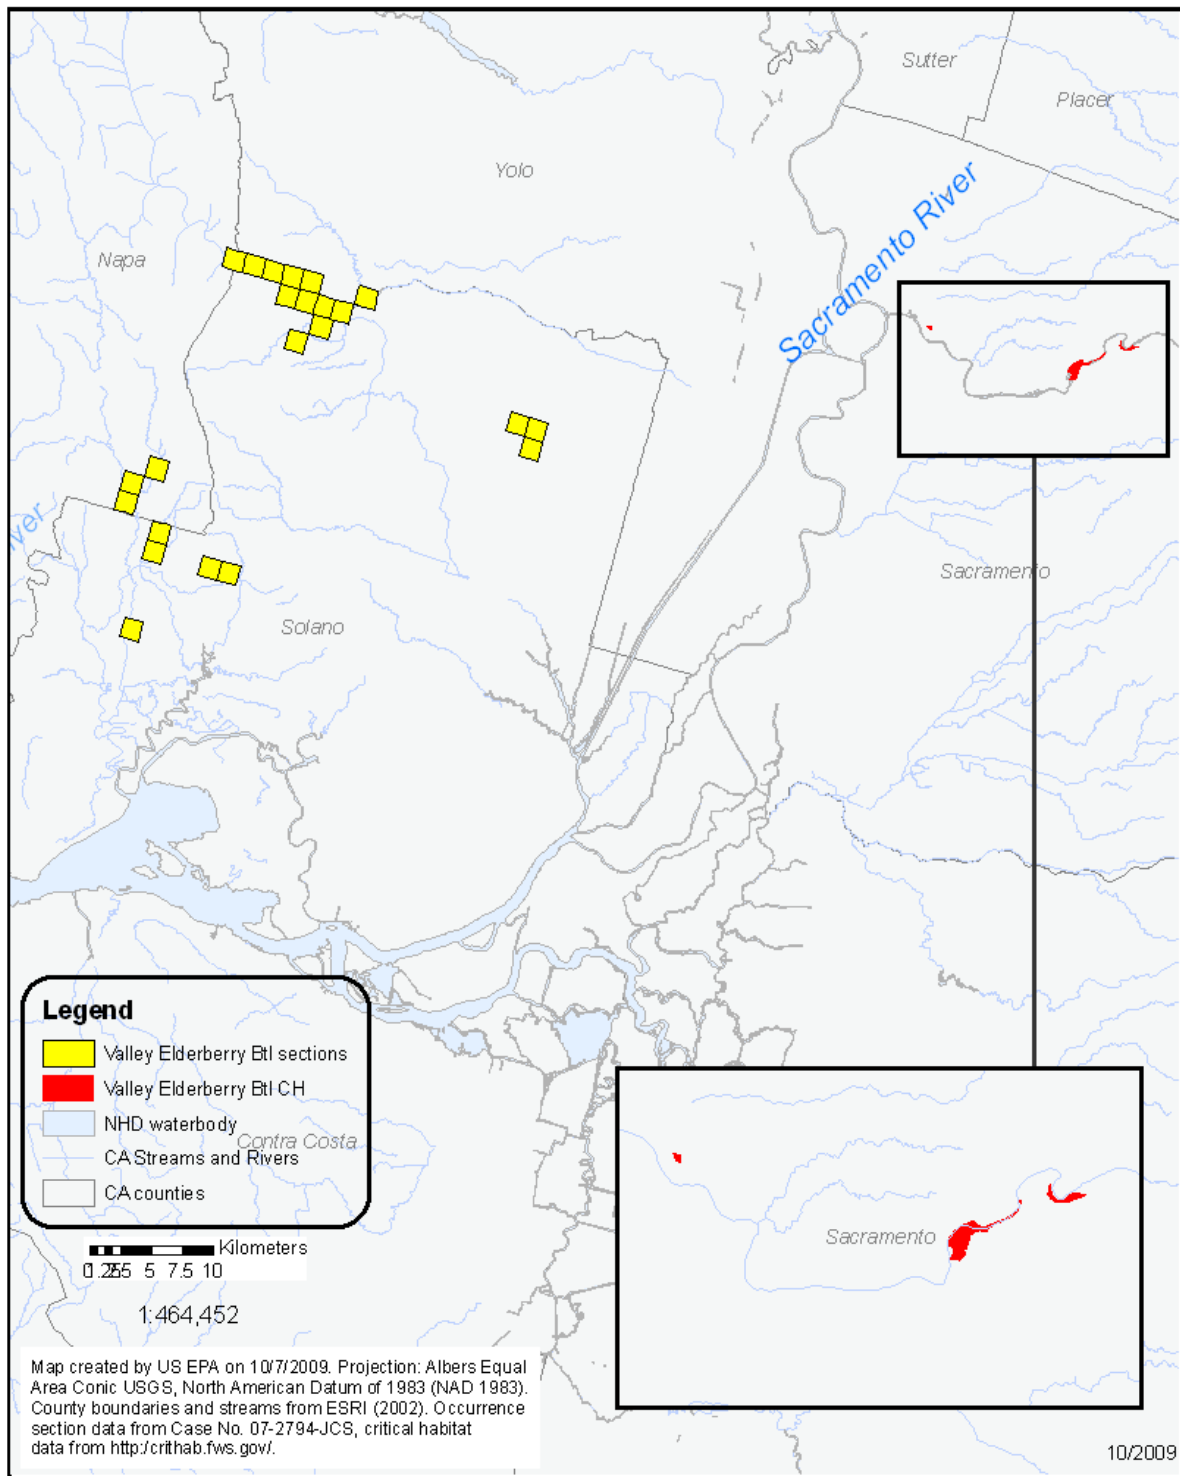 Sutter
Placer
Yolo
Sacramento River
Napa
River
Sacramento
Solano
Legend
Valley Elderberry Btl sections
Valley Elderberry Btl CH
NHD waterbody
Contra Costa
CA Streams and Rivers
CA counties
Sacramento
Kilometers
5 7.5 10
1:464,452
Map created by US EPA on 10/7/2009. Projection: Albers Equal
Area Conic USGS, North American Datum of 1983 (NAD 1983).
County boundaries and streams from ESRI (2002). Occurrence
section data from Case No. 07-2794-JCS, critical habitat
data from http:/crithab.fws.gov/.
10/2009